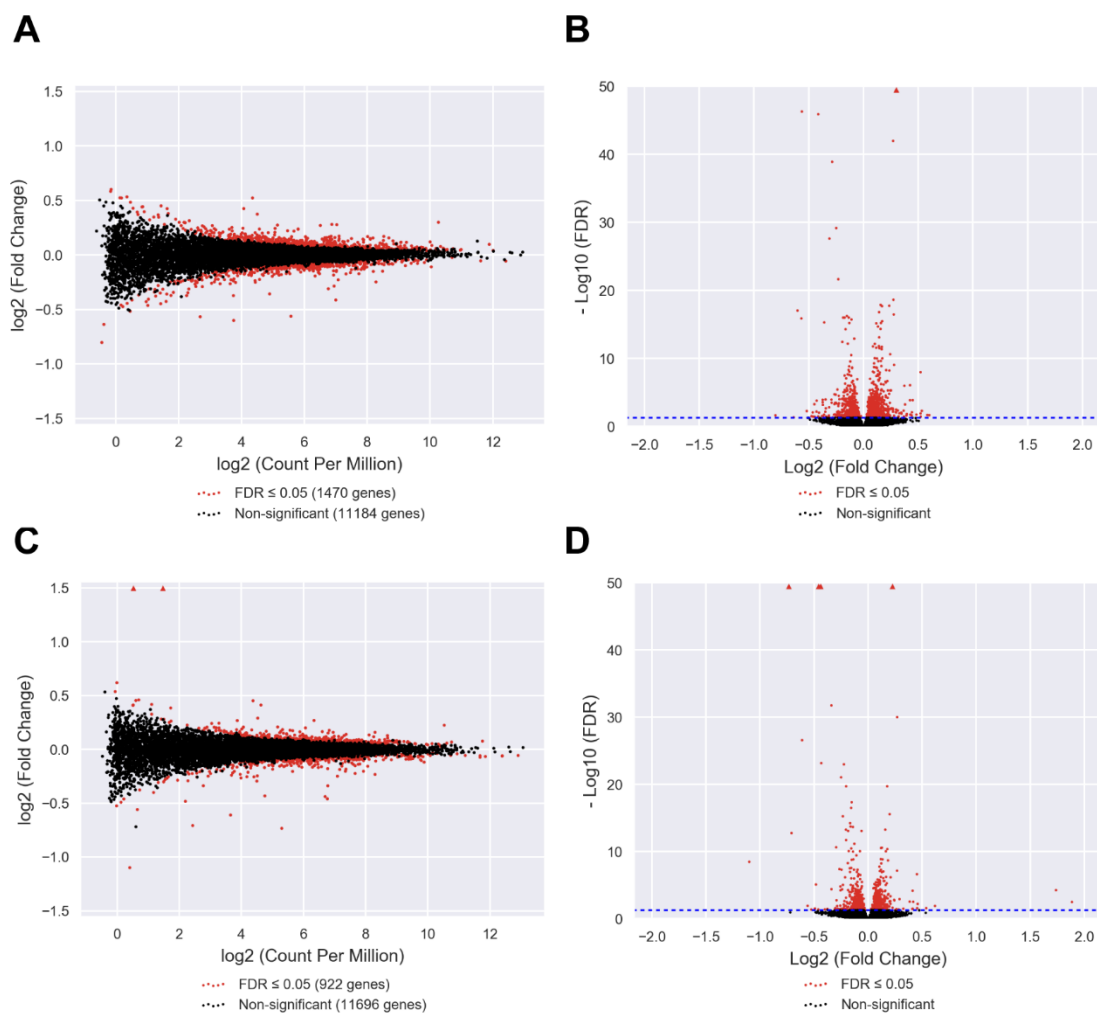 A
B
1.5
1.0
0.5
0.0
−0.5
−1.0
−1.5
log2 (Fold Change)
0 2 4 6 8 10 12
log2 (Count Per Million)
FDR ≤ 0.05 (1470 genes)
Non-significant (11184 genes)
50
40
30
20
10
0
- Log10 (FDR)
−2.0 −1.5 −1.0 −0.5 0.0 0.5 1.0 1.5 2.0
Log2 (Fold Change)
FDR ≤ 0.05
Non-significant
C
D
1.5
1.0
0.5
0.0
−0.5
−1.0
−1.5
log2 (Fold Change)
0 2 4 6 8 10 12
log2 (Count Per Million)
FDR ≤ 0.05 (922 genes)
Non-significant (11696 genes)
50
40
30
20
10
0
- Log10 (FDR)
−2.0 −1.5 −1.0 −0.5 0.0 0.5 1.0 1.5 2.0
Log2 (Fold Change)
FDR ≤ 0.05
Non-significant